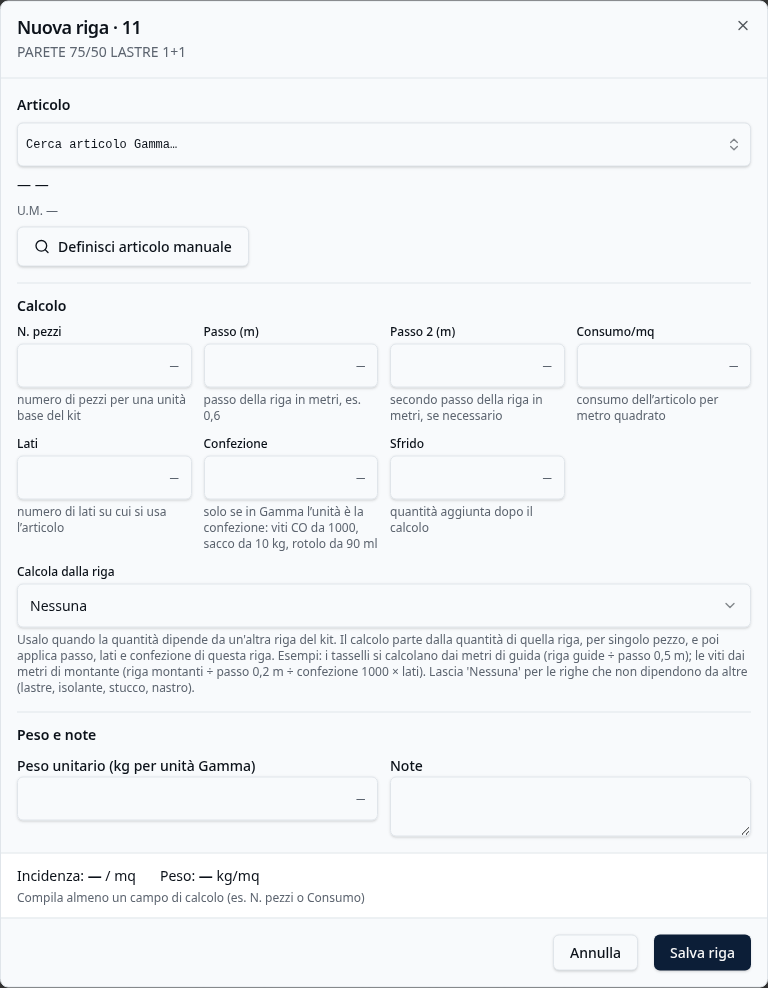 Nuova riga · 11
PARETE 75/50 LASTRE 1+1
Articolo
Cerca articolo Gamma…
— —
U.M. —
Definisci articolo manuale
Calcolo
N. pezzi
Passo (m)
Passo 2 (m)
Consumo/mq
—
—
—
—
numero di pezzi per una unità
base del kit
passo della riga in metri, es.
0,6
secondo passo della riga in
metri, se necessario
consumo dell’articolo per
metro quadrato
Lati
Confezione
Sfrido
—
—
—
numero di lati su cui si usa
l’articolo
solo se in Gamma l’unità è la
confezione: viti CO da 1000,
sacco da 10 kg, rotolo da 90 ml
quantità aggiunta dopo il
calcolo
Calcola dalla riga
Nessuna
Usalo quando la quantità dipende da un'altra riga del kit. Il calcolo parte dalla quantità di quella riga, per singolo pezzo, e poi
applica passo, lati e confezione di questa riga. Esempi: i tasselli si calcolano dai metri di guida (riga guide ÷ passo 0,5 m); le viti dai
metri di montante (riga montanti ÷ passo 0,2 m ÷ confezione 1000 × lati). Lascia 'Nessuna' per le righe che non dipendono da altre
(lastre, isolante, stucco, nastro).
Peso e note
Peso unitario (kg per unità Gamma)
Note
—
Incidenza: — / mq Peso: — kg/mq
Compila almeno un campo di calcolo (es. N. pezzi o Consumo)
Annulla
Salva riga